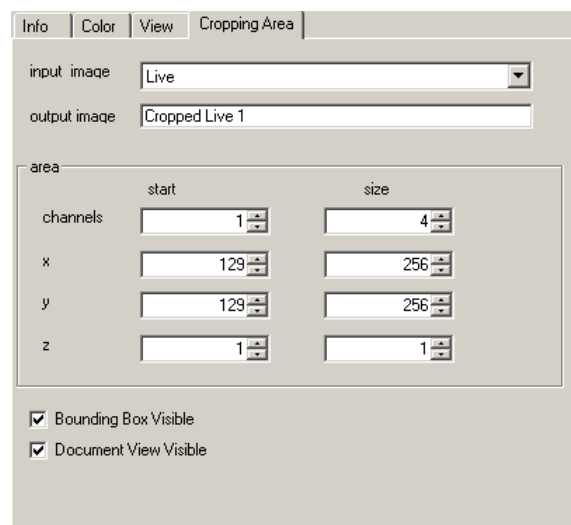 Info Color View Cropping Area
input image Live
output image Cropped Live 1
area
start size
channels 1 4
x 129 256
y 129 256
z 1 1
Bounding Box Visible
Document View Visible